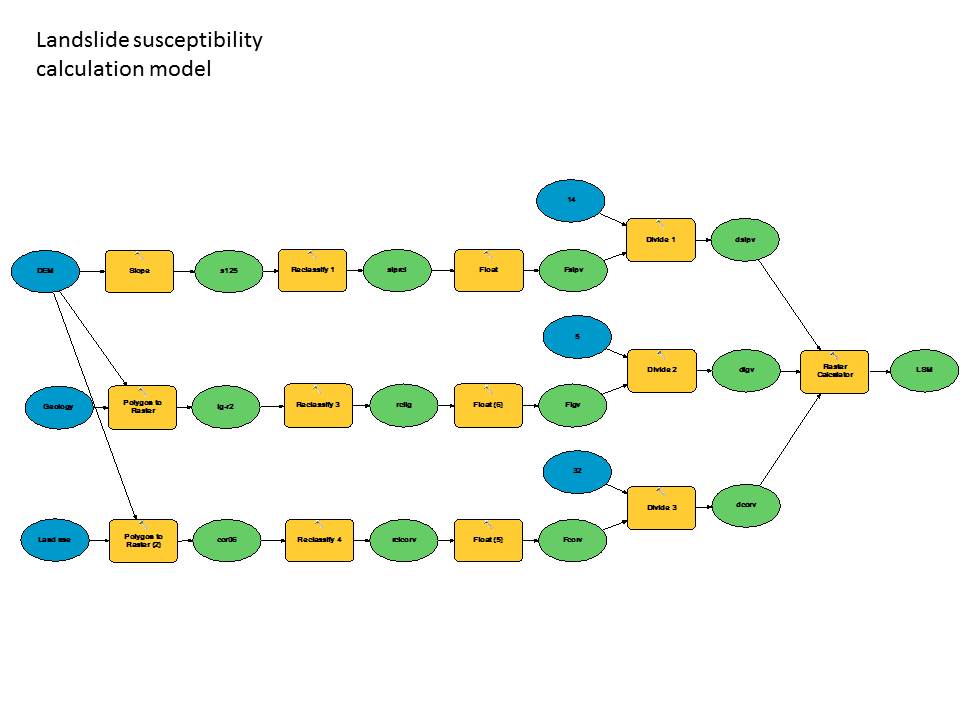 Landslide susceptibility
calculation model
14
Divide 1
dslpv
DEM
Slope
s125
Reclassify 1
slprcl
Float
Fslpv
5
Divide 2
dlgv
Raster
Calculator
LSM
Geology
Polygon to
Raster
lg-r2
Reclassify 3
rcllg
Float (6)
Flgv
32
Divide 3
dcorv
Land use
Polygon to
Raster (2)
cor06
Reclassify 4
rclcorv
Float (5)
Fcorv